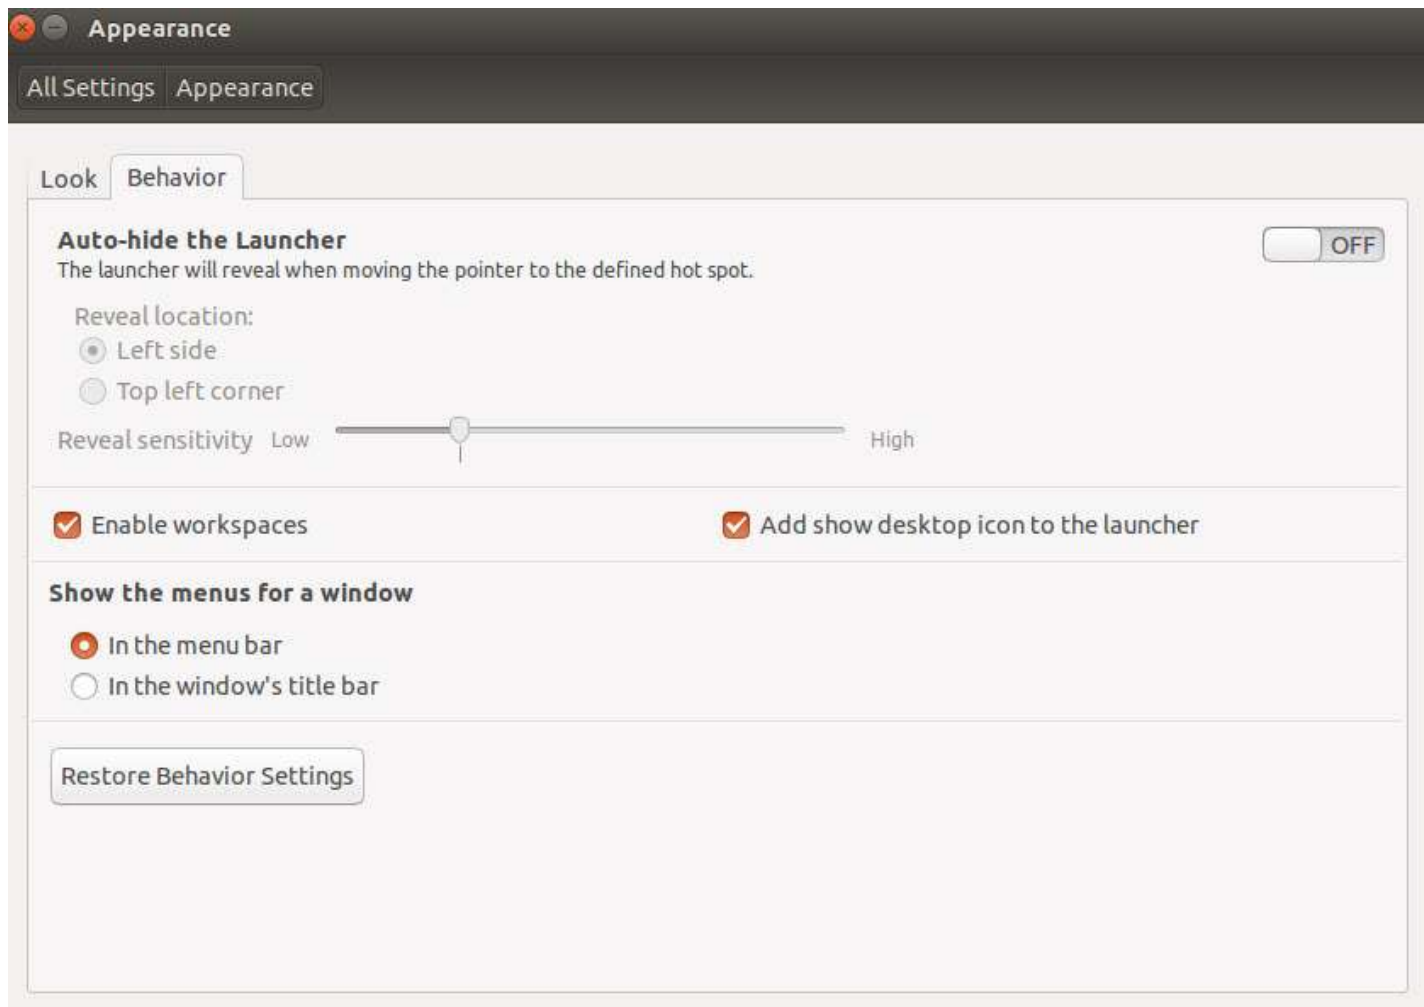 Appearance
All Settings Appearance
Look Behavior
Auto-hide the Launcher OFF
The launcher will reveal when moving the pointer to the defined hot spot.
Reveal location:
Left side
Top left corner
Reveal sensitivity Low High
Enable workspaces Add show desktop icon to the launcher
Show the menus for a window
In the menu bar
In the window's title bar
Restore Behavior Settings